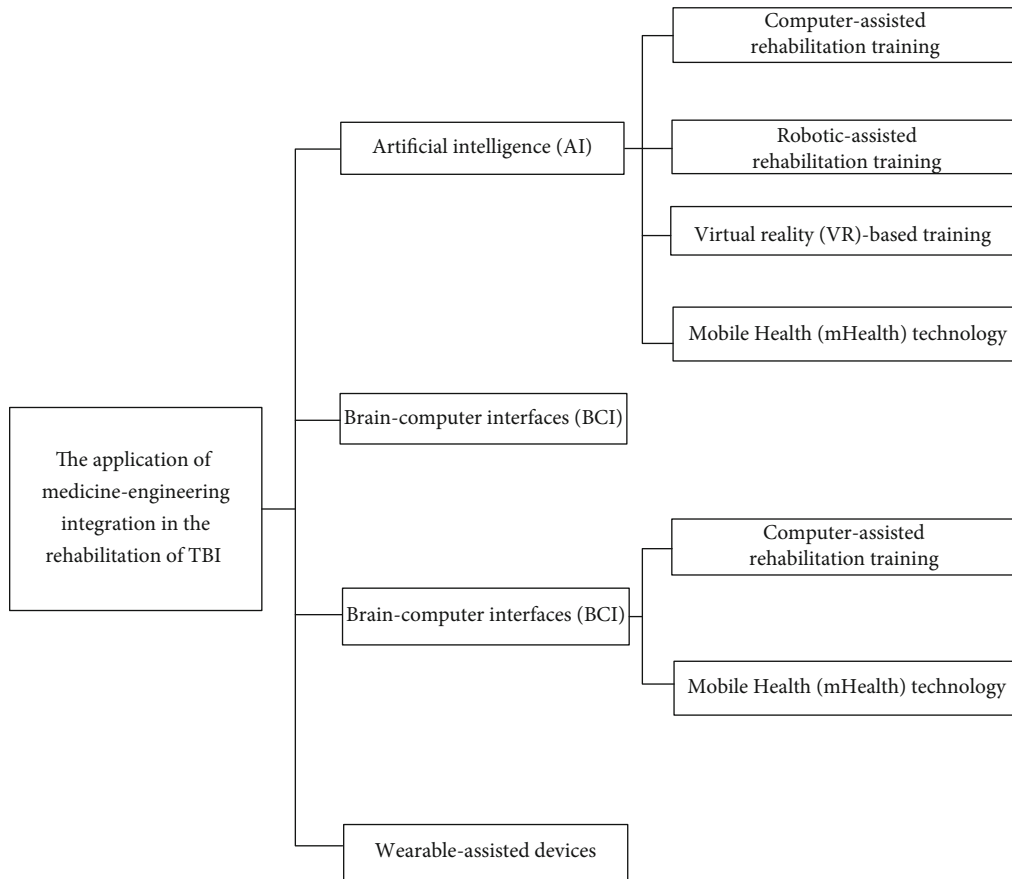 The application of
medicine-engineering
integration in the
rehabilitation of TBI
Artificial intelligence (AI)
Computer-assisted
rehabilitation training
Robotic-assisted
rehabilitation training
Virtual reality (VR)-based training
Mobile Health (mHealth) technology
Brain-computer interfaces (BCI)
Brain-computer interfaces (BCI)
Computer-assisted
rehabilitation training
Mobile Health (mHealth) technology
Wearable-assisted devices